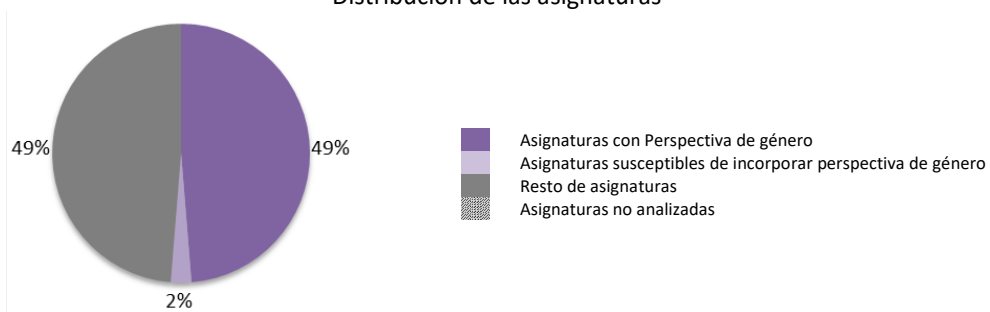 Distribución de las asignaturas
49%
49%
2%
Asignaturas con Perspectiva de género
Asignaturas susceptibles de incorporar perspectiva de género
Resto de asignaturas
Asignaturas no analizadas